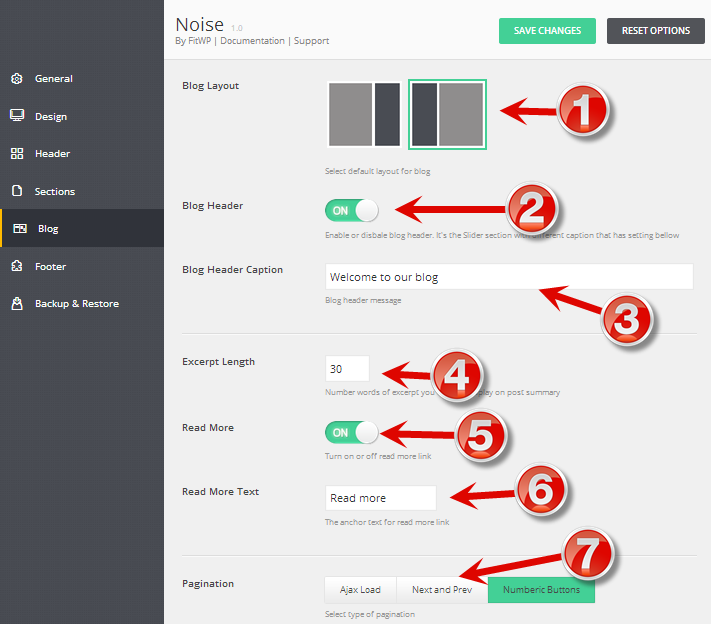 Noise 1.0
By FitWP | Documentation | Support
SAVE CHANGES
RESET OPTIONS
General
Design
Header
Sections
Blog
Footer
Backup & Restore
Blog Layout
1
Select default layout for blog
Blog Header
ON
2
Enable or disbale blog header. It's the Slider section with different caption that has setting bellow
Blog Header Caption
Welcome to our blog
Blog header message
3
Excerpt Length
30
4
Number words of excerpt you play on post summary
Read More
ON
5
Turn on or off read more link
Read More Text
Read more
6
The anchor text for read more link
7
Pagination
Ajax Load
Next and Prev
Numberic Buttons
Select type of pagination